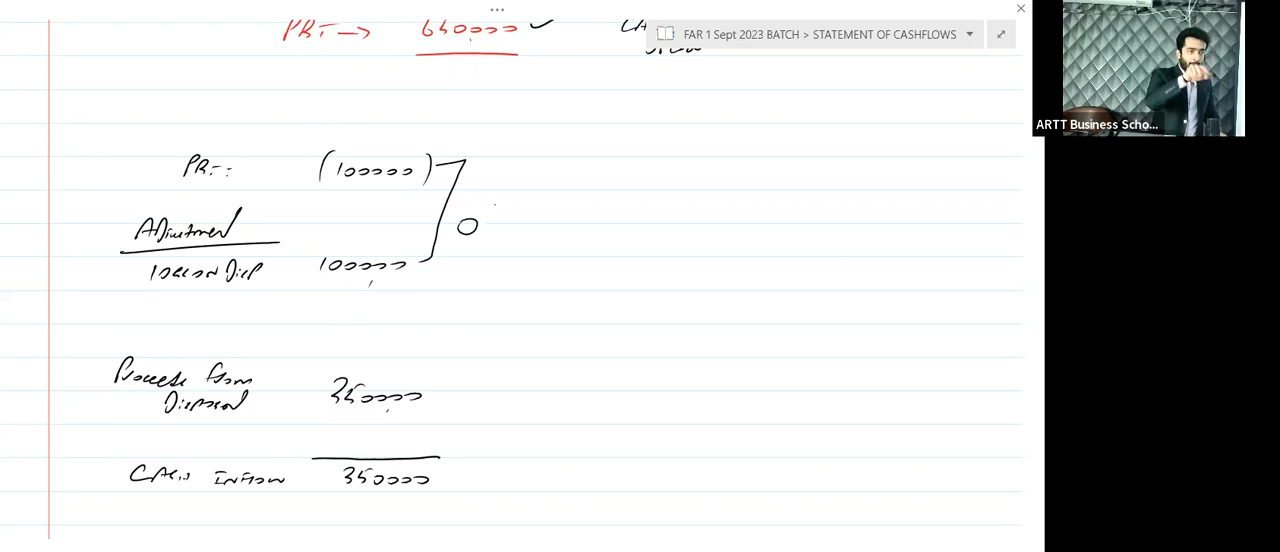 PBT → 650000 ✓
FAR 1 Sept 2023 BATCH > STATEMENT OF CASHFLOWS
ARTT Business Scho...
PBT: (100000)
Adjustment
0
Loss on Disp 100000
Proceeds from
Disposal 350000
CASH INFlow 350000